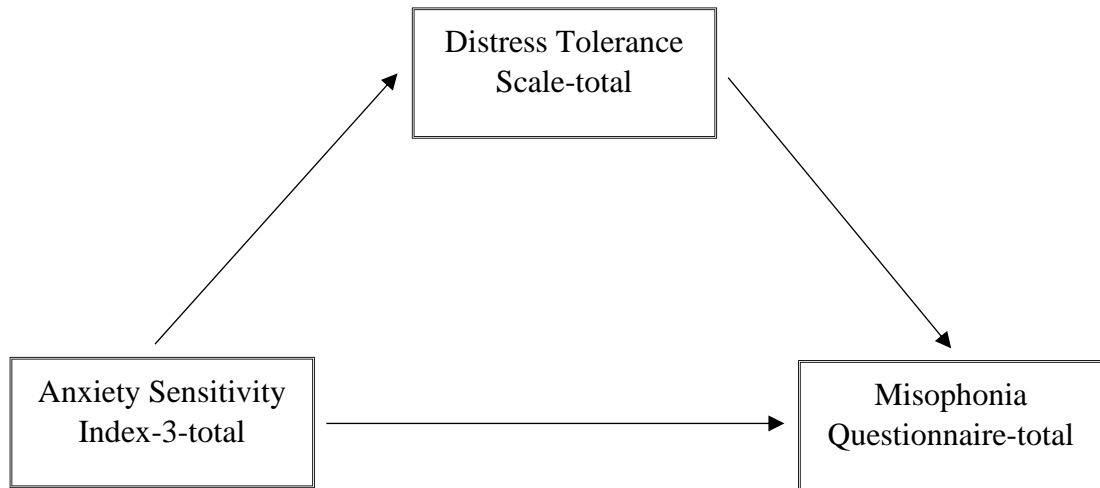 Distress Tolerance
Scale-total
Anxiety Sensitivity
Index-3-total
Misophonia
Questionnaire-total